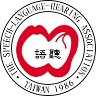 THE SPEECH-LANGUAGE-HEARING ASSOCIATION,
語聽
TAIWAN 1986